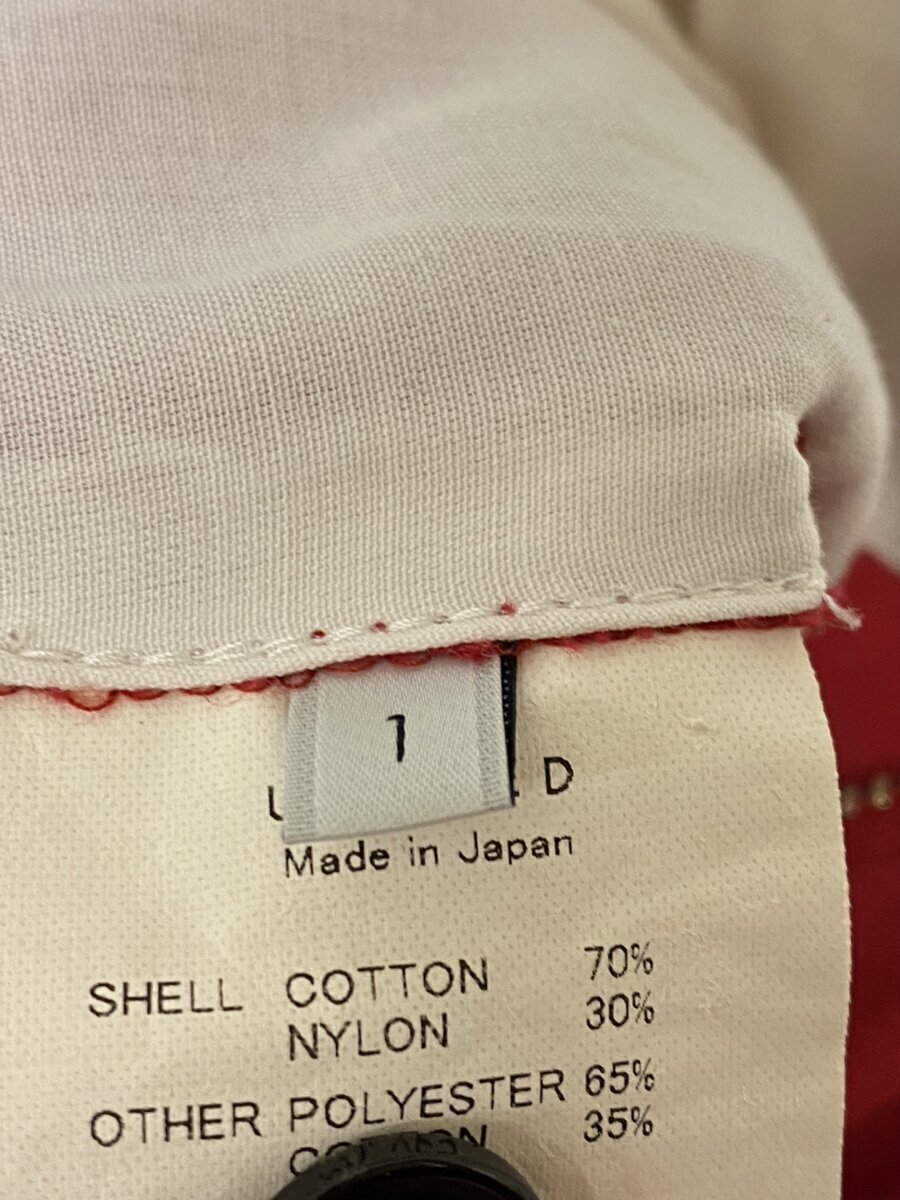 1
D
Made in Japan
SHELL COTTON 70%
NYLON 30%
OTHER POLYESTER 65%
35%